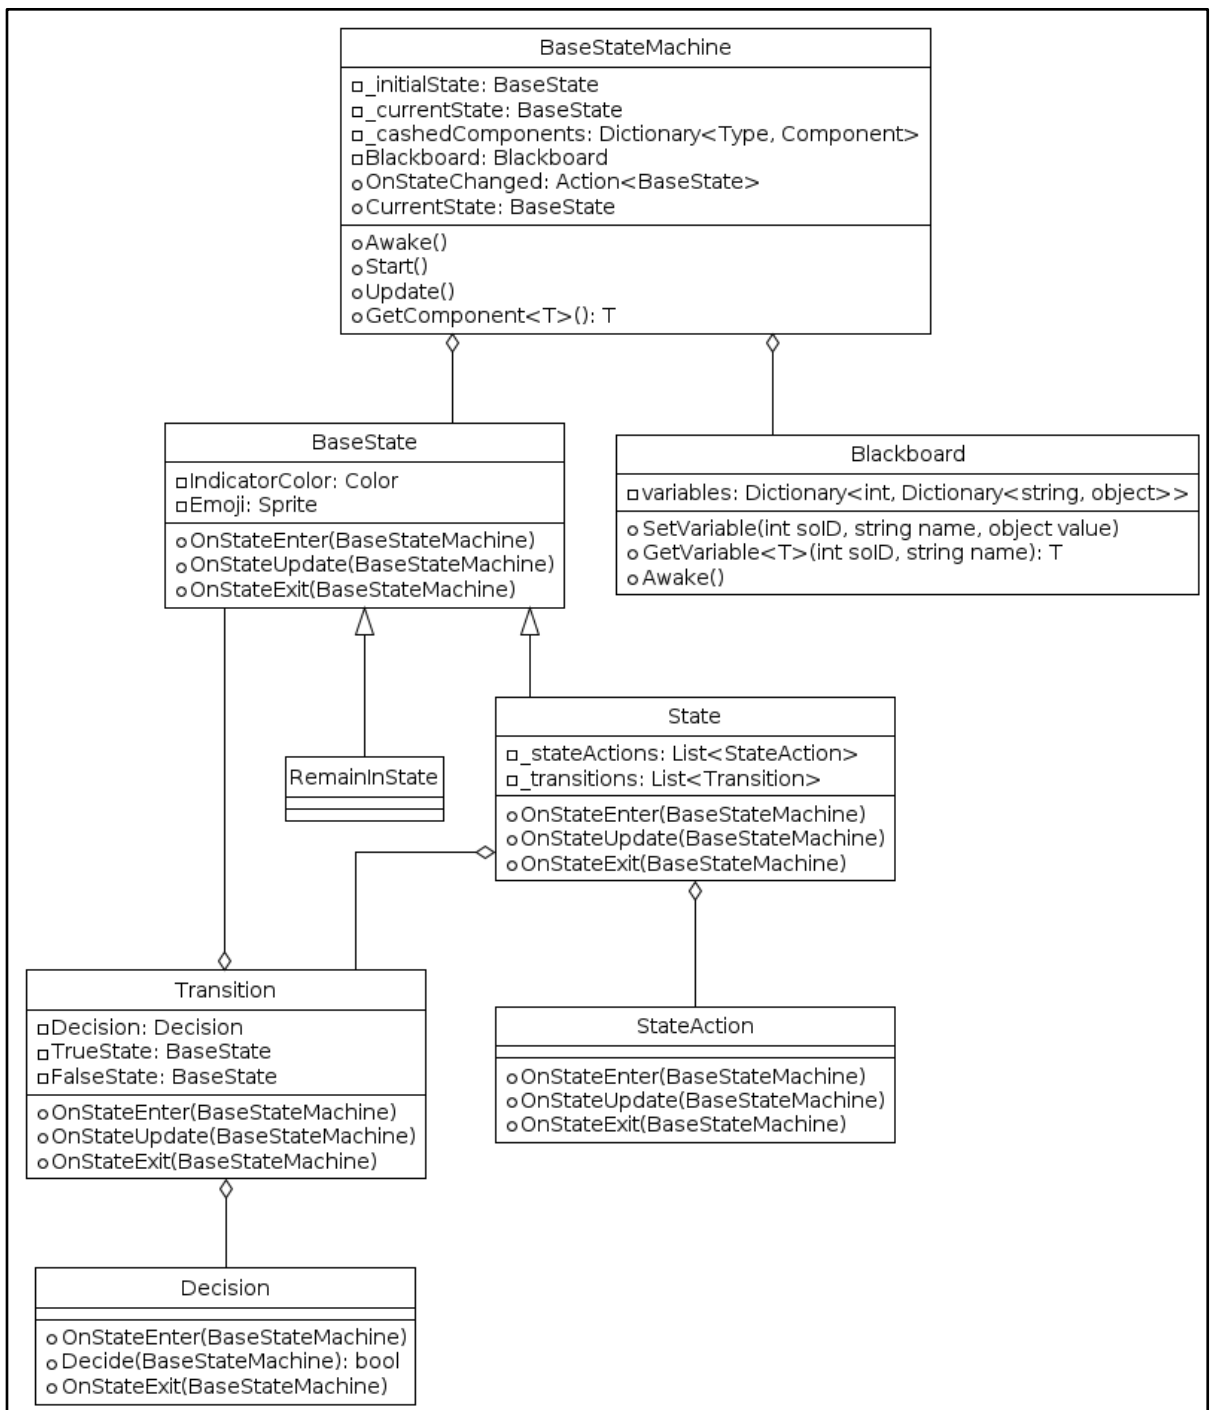 BaseStateMachine
_initialState: BaseState
_currentState: BaseState
_cashedComponents: Dictionary<Type, Component>
Blackboard: Blackboard
OnStateChanged: Action<BaseState>
CurrentState: BaseState
Awake()
Start()
Update()
GetComponent<T>(): T
BaseState
IndicatorColor: Color
Emoji: Sprite
OnStateEnter(BaseStateMachine)
OnStateUpdate(BaseStateMachine)
OnStateExit(BaseStateMachine)
Blackboard
variables: Dictionary<int, Dictionary<string, object>>
SetVariable(int soID, string name, object value)
GetVariable<T>(int soID, string name): T
Awake()
RemainInState
State
_stateActions: List<StateAction>
_transitions: List<Transition>
OnStateEnter(BaseStateMachine)
OnStateUpdate(BaseStateMachine)
OnStateExit(BaseStateMachine)
Transition
Decision: Decision
TrueState: BaseState
FalseState: BaseState
OnStateEnter(BaseStateMachine)
OnStateUpdate(BaseStateMachine)
OnStateExit(BaseStateMachine)
StateAction
OnStateEnter(BaseStateMachine)
OnStateUpdate(BaseStateMachine)
OnStateExit(BaseStateMachine)
Decision
OnStateEnter(BaseStateMachine)
Decide(BaseStateMachine): bool
OnStateExit(BaseStateMachine)